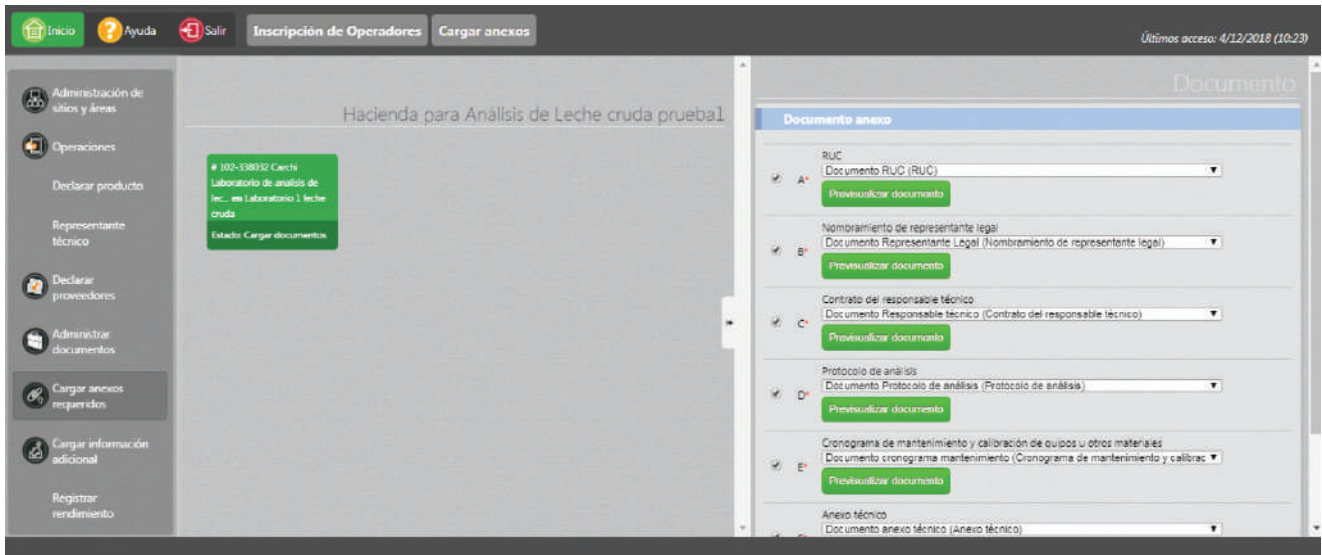 Inicio
Ayuda
Salir
Inscripción de Operadores
Cargar anexos
Últimos acceso: 4/12/2018 (10:23)
Administración de
sitios y áreas
Operaciones
Declarar producto
Representante
técnico
Declarar
proveedores
Administrar
documentos
Cargar anexos
requeridos
Cargar información
adicional
Registrar
rendimiento
Hacienda para Análisis de Leche cruda prueba1
# 102-338032 Carchi
Laboratorio de analisis de
lec... en Laboratorio 1 leche
cruda
Estado: Cargar documentos
Documento
Documento anexo
RUC
A*
Documento RUC (RUC)
Previsualizar documento
Nombramiento de representante legal
B*
Documento Representante Legal (Nombramiento de representante legal)
Previsualizar documento
Contrato del responsable técnico
C*
Documento Responsable técnico (Contrato del responsable técnico)
Previsualizar documento
Protocolo de análisis
D*
Documento Protocolo de análisis (Protocolo de análisis)
Previsualizar documento
Cronograma de mantenimiento y calibración de quipos u otros materiales
E*
Documento cronograma mantenimiento (Cronograma de mantenimiento y calibrac
Previsualizar documento
Anexo técnico
Documento anexo técnico (Anexo técnico)